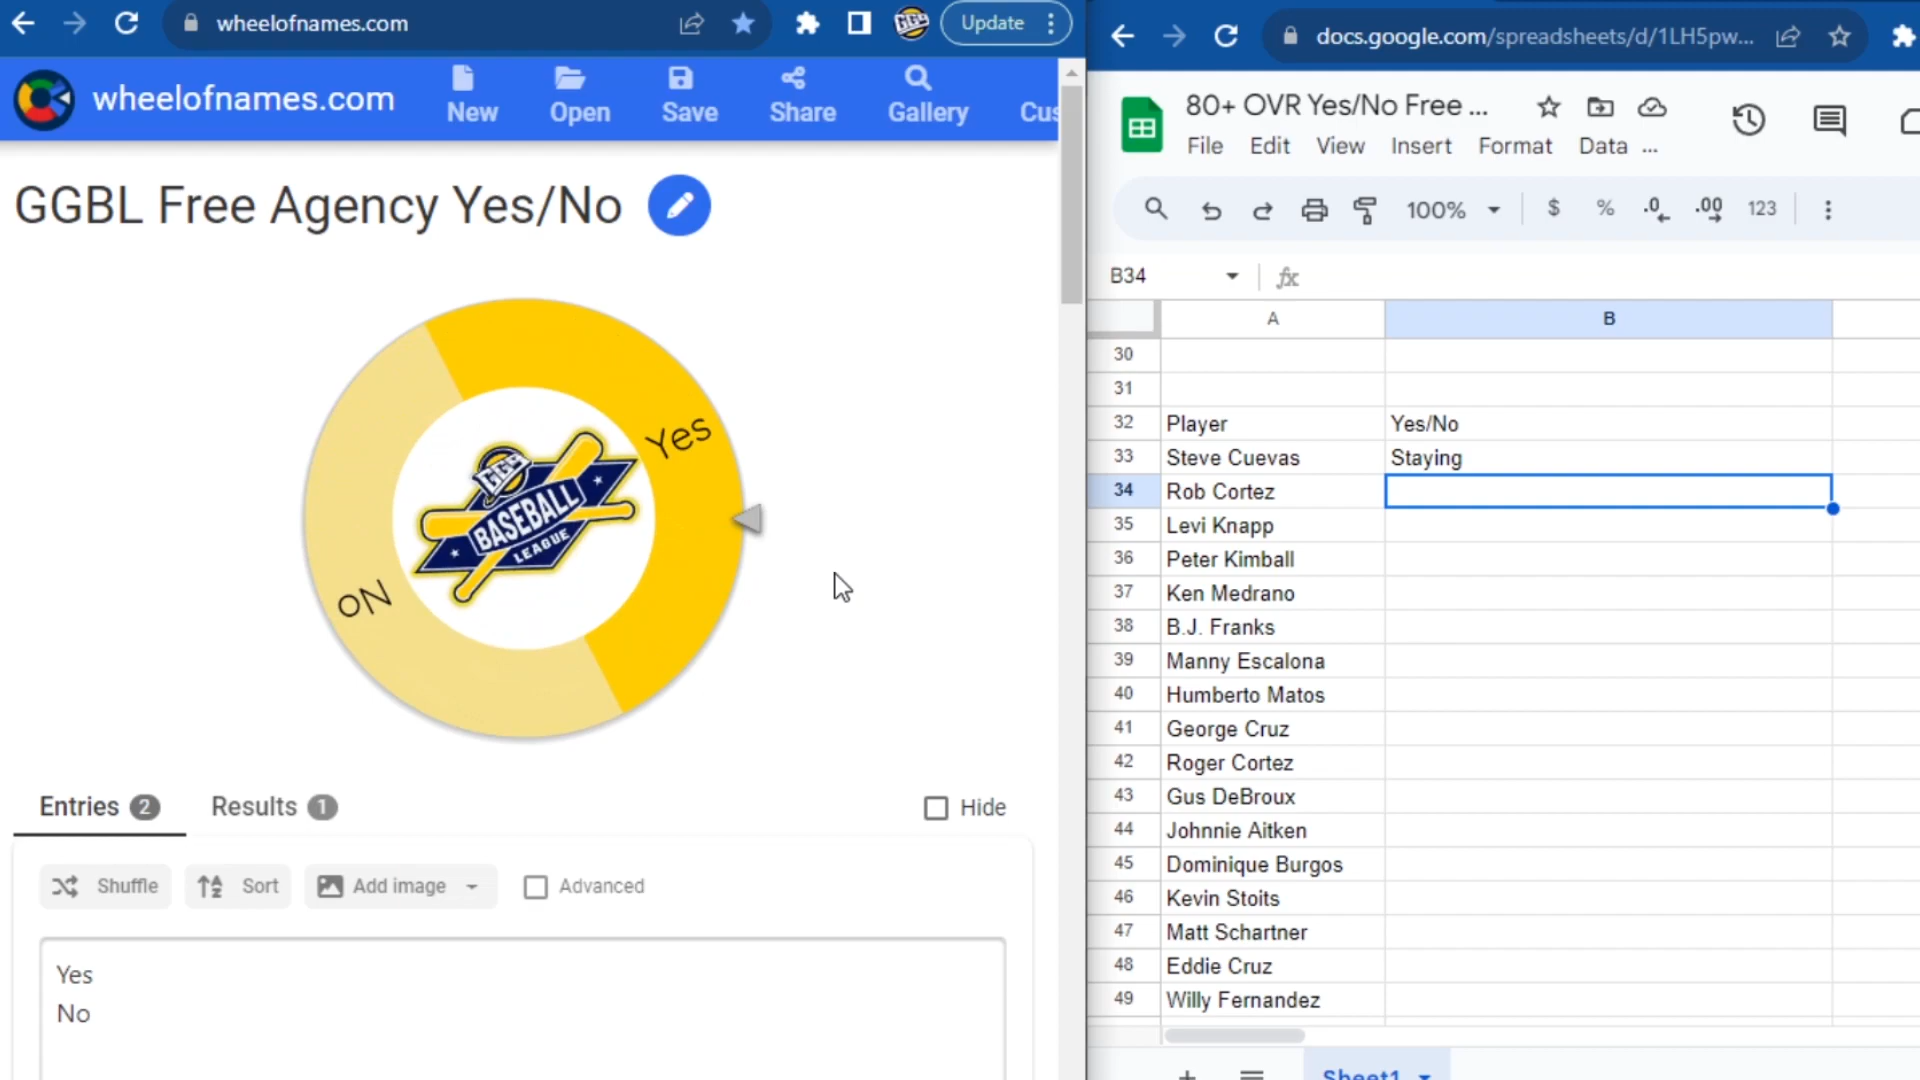 wheelofnames.com
Update
wheelofnames.com
New
Open
Save
Share
Gallery
Cus
GGBL Free Agency Yes/No
Yes
No
GGS
BASEBALL
LEAGUE
Entries 2
Results 1
Hide
Shuffle
Sort
Add image
Advanced
Yes
No
docs.google.com/spreadsheets/d/1LH5pw...
80+ OVR Yes/No Free ...
File Edit View Insert Format Data ...
100% $ % .0 .00 123
B34 fx
A B
30
31
32 Player Yes/No
33 Steve Cuevas Staying
34 Rob Cortez
35 Levi Knapp
36 Peter Kimball
37 Ken Medrano
38 B.J. Franks
39 Manny Escalona
40 Humberto Matos
41 George Cruz
42 Roger Cortez
43 Gus DeBroux
44 Johnnie Aitken
45 Dominique Burgos
46 Kevin Stoits
47 Matt Schartner
48 Eddie Cruz
49 Willy Fernandez
Sheet1